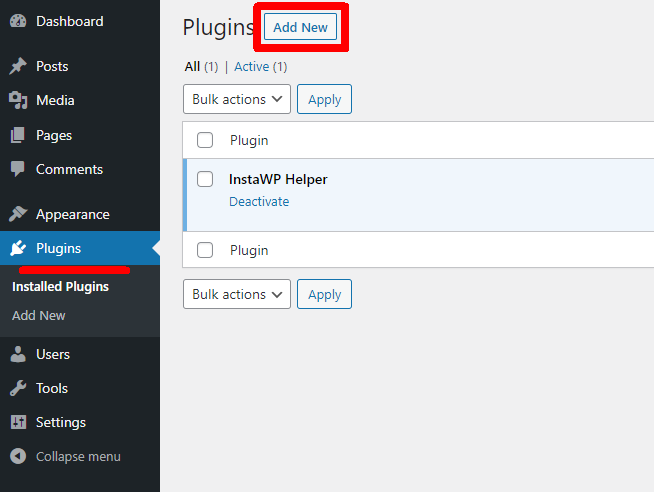 Dashboard
Posts
Media
Pages
Comments
Appearance
Plugins
Installed Plugins
Add New
Users
Tools
Settings
Collapse menu
Plugins Add New
All (1) | Active (1)
Bulk actions Apply
Plugin
InstaWP Helper
Deactivate
Plugin
Bulk actions Apply